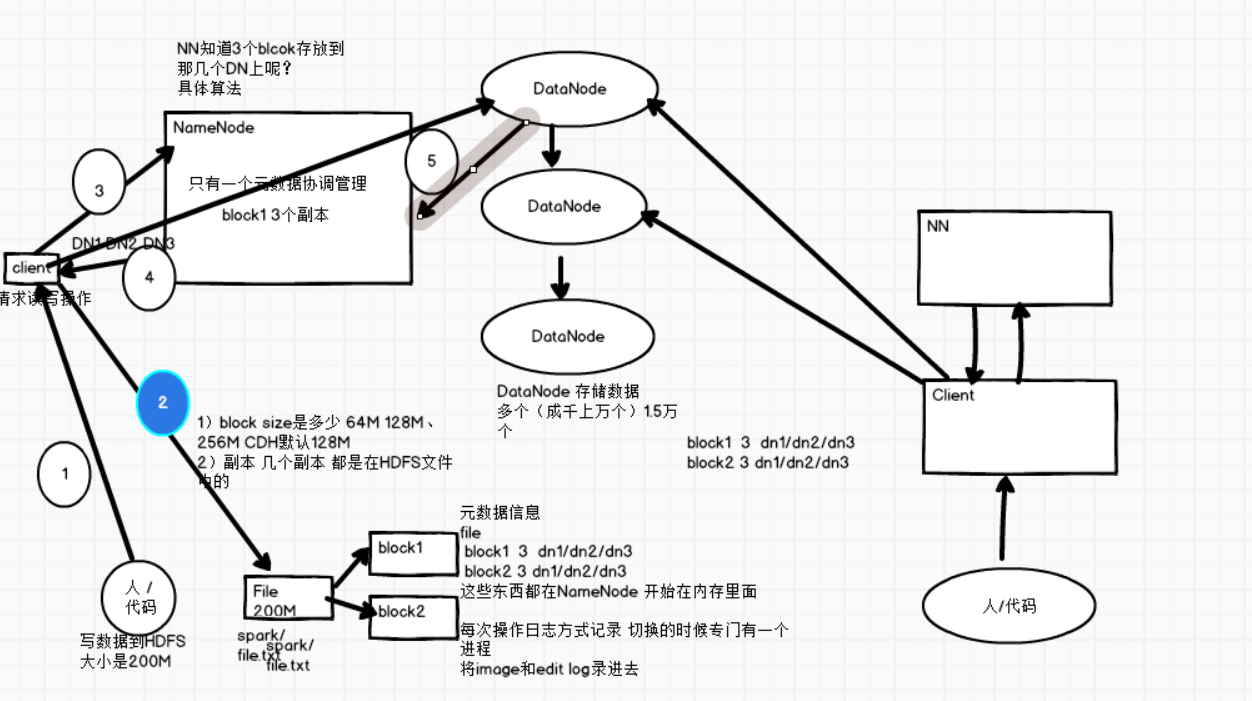 NN知道3个blcok存放到
那几个DN上呢?
具体算法
NameNode
只有一个元数据协调管理
block1 3个副本
3
5
DN1 DN2 DN3
client
4
请求读写操作
2
1
人 /
代码
写数据到HDFS
大小是200M
1）block size是多少 64M 128M、
256M CDH默认128M
2）副本 几个副本 都是在HDFS文件
中的
File
200M
spark/
file.txt
spark/
file.txt
block1
block2
DataNode
DataNode
DataNode
DataNode 存储数据
多个（成千上万个）1.5万
个
block1 3 dn1/dn2/dn3
block2 3 dn1/dn2/dn3
元数据信息
file
block1 3 dn1/dn2/dn3
block2 3 dn1/dn2/dn3
这些东西都在NameNode 开始在内存里面
每次操作日志方式记录 切换的时候专门有一个
进程
将image和edit log录进去
NN
Client
人/代码